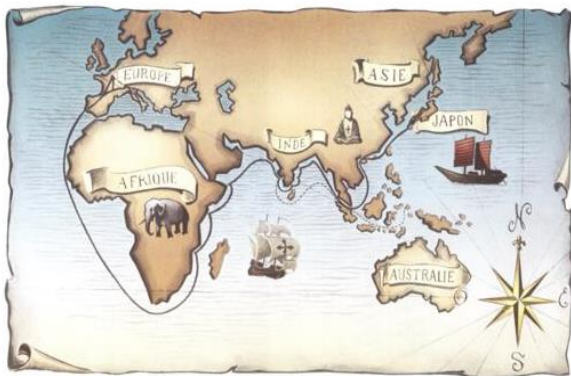 EUROPE
ASIE
JAPON
INDE
AFRIQUE
AUSTRALIE
N
E
S